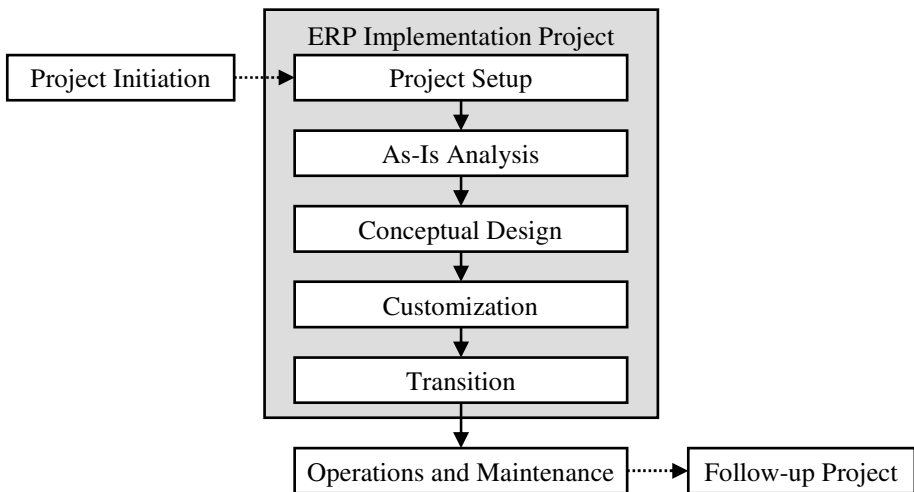 ERP Implementation Project
Project Initiation
Project Setup
As-Is Analysis
Conceptual Design
Customization
Transition
Operations and Maintenance
Follow-up Project